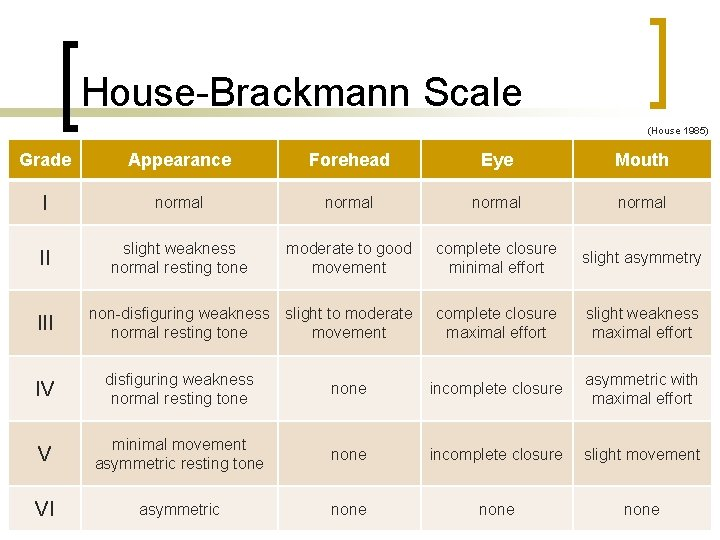 House-Brackmann Scale
(House 1985)
Grade Appearance Forehead Eye Mouth
I normal normal normal normal
II slight weakness normal resting tone moderate to good movement complete closure minimal effort slight asymmetry
III non-disfiguring weakness normal resting tone slight to moderate movement complete closure maximal effort slight weakness maximal effort
IV disfiguring weakness normal resting tone none incomplete closure asymmetric with maximal effort
V minimal movement asymmetric resting tone none incomplete closure slight movement
VI asymmetric none none none